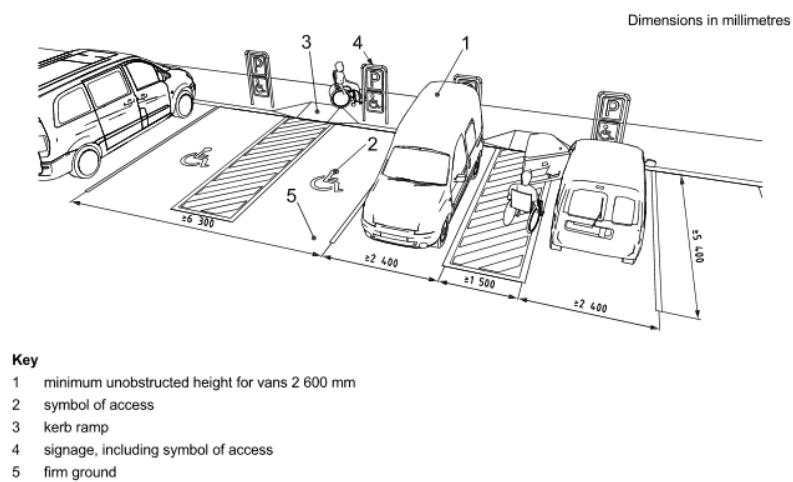 Dimensions in millimetres
3
4
1
P
P
P
2
5
≥6 300
≥2 400
≥1 500
≥2 400
≥5 400
Key
1 minimum unobstructed height for vans 2 600 mm
2 symbol of access
3 kerb ramp
4 signage, including symbol of access
5 firm ground